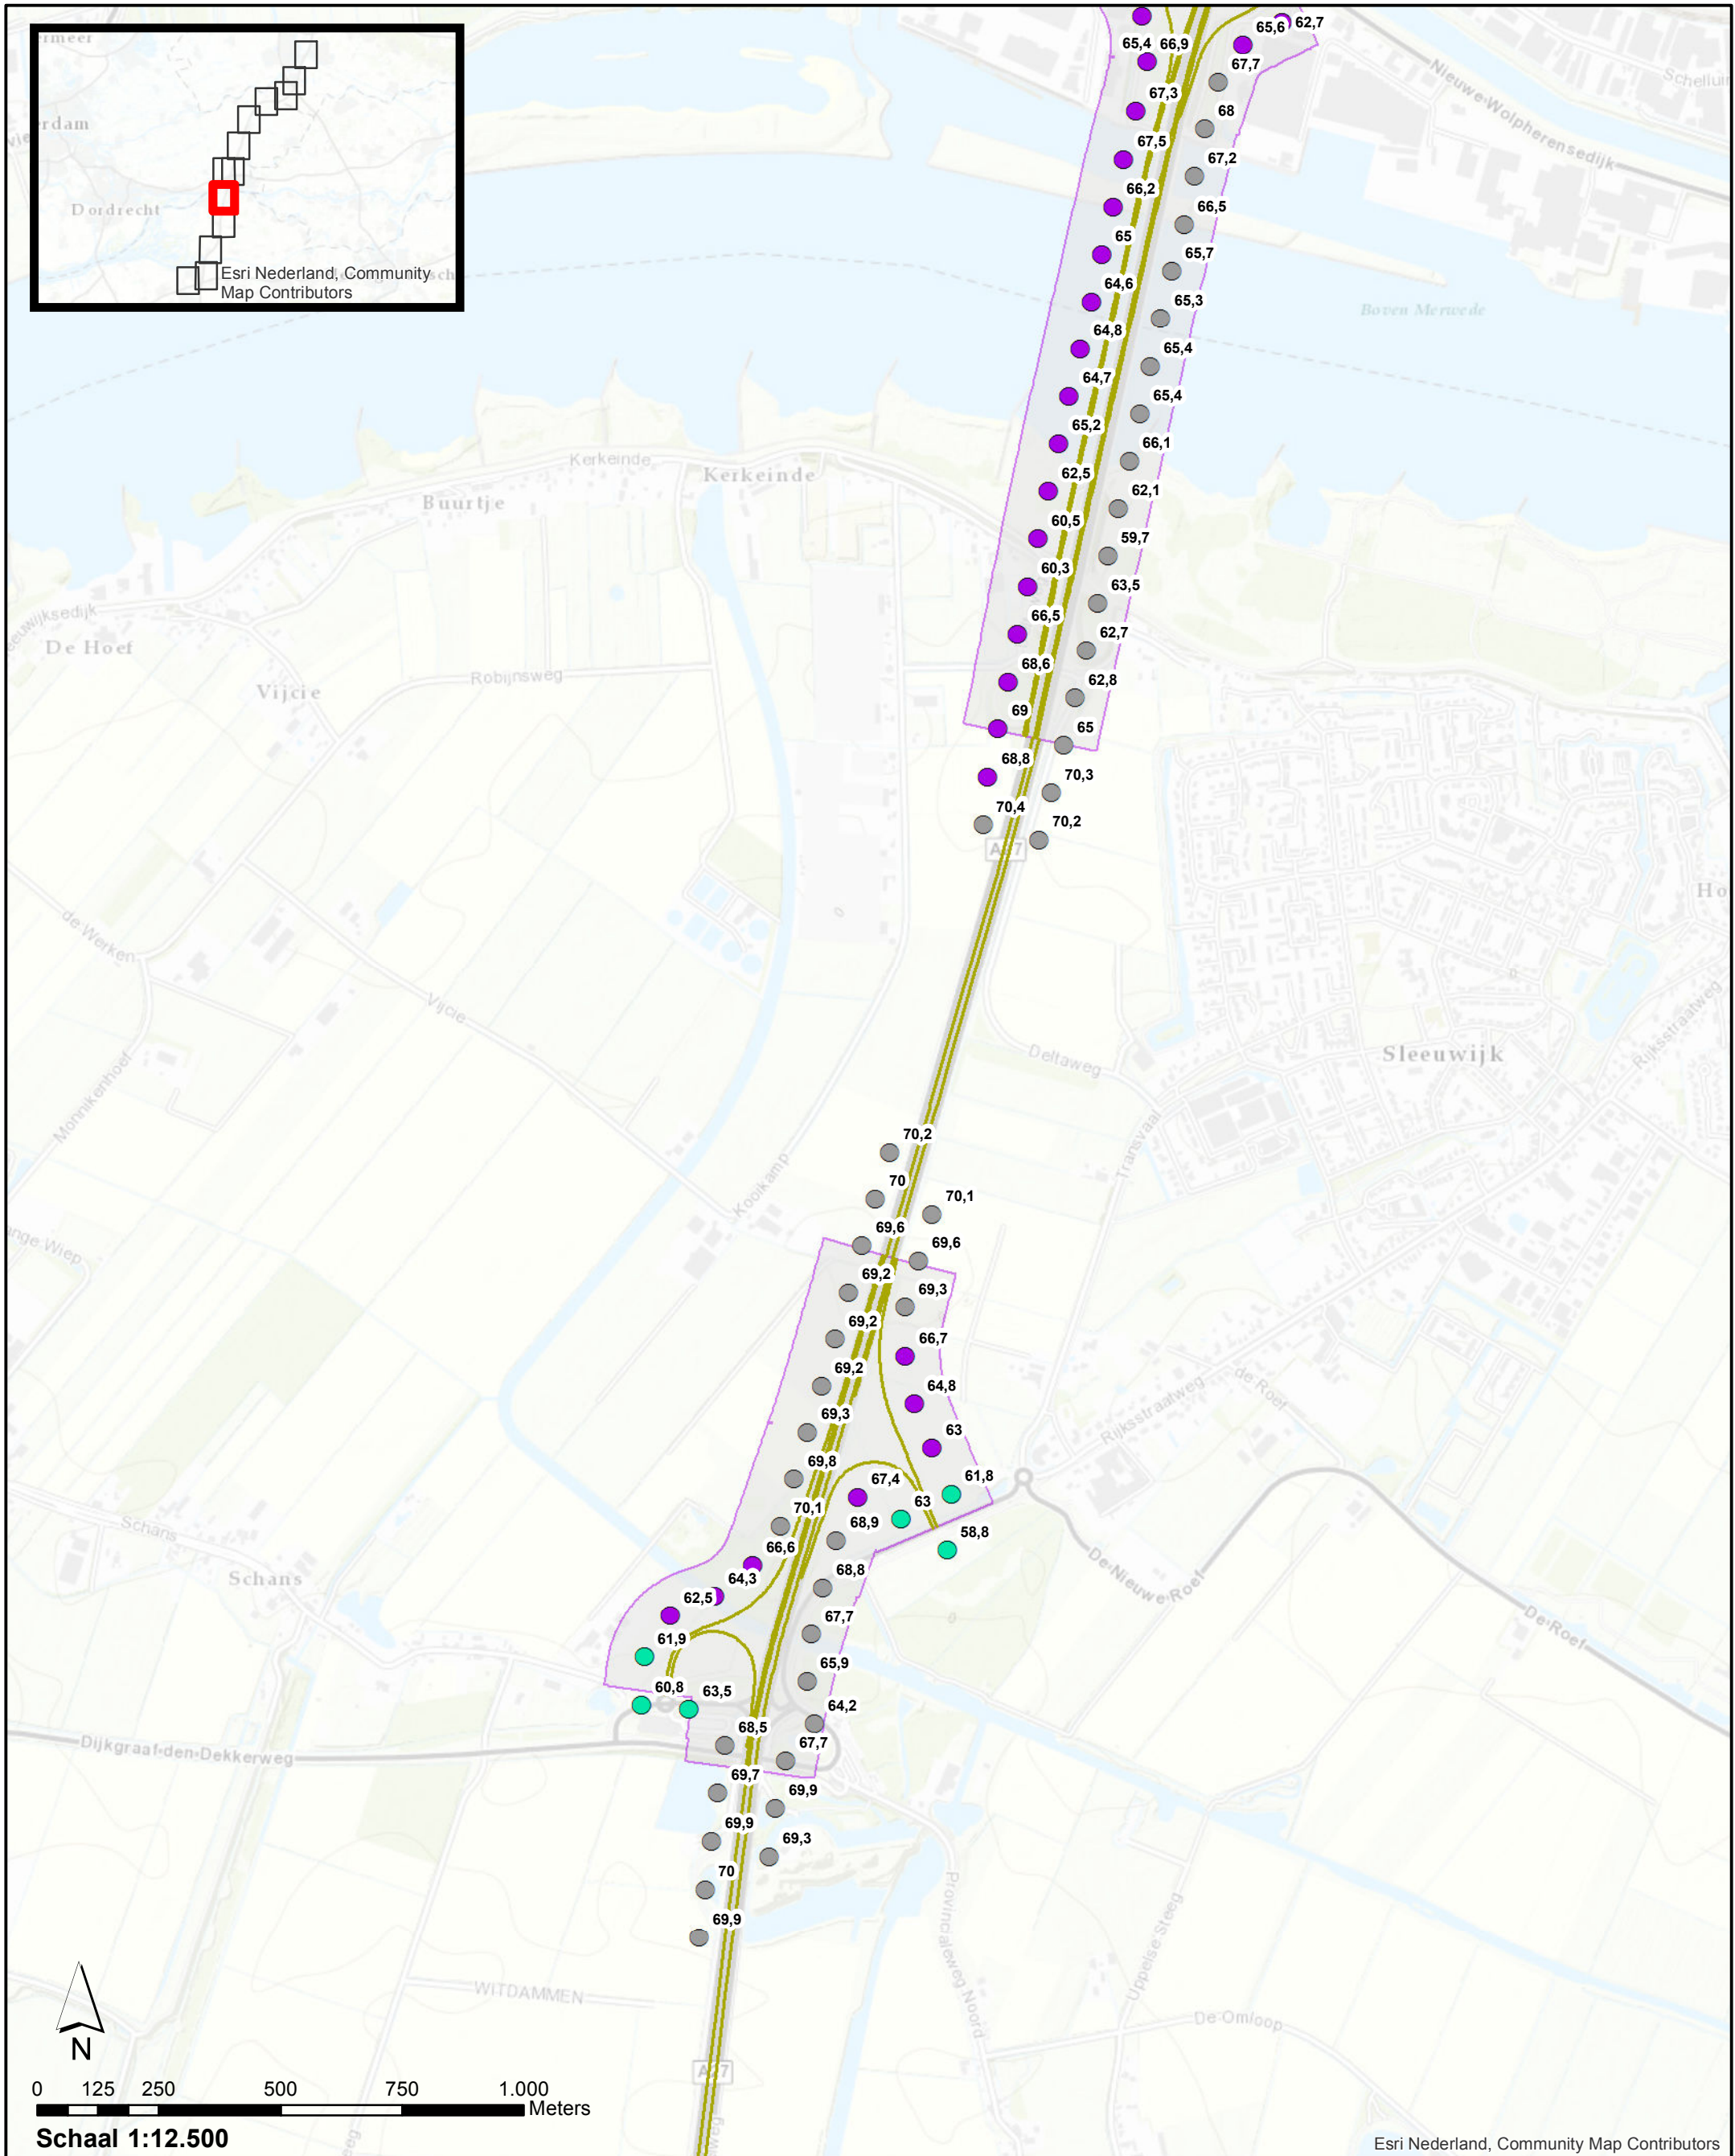 Dordrecht
Esri Nederland, Community
Map Contributors
65,6
62,7
65,4
66,9
67,7
67,3
68
67,5
67,2
66,2
66,5
65
65,7
64,6
65,3
64,8
65,4
64,7
65,4
65,2
66,1
62,5
62,1
60,5
59,7
60,3
63,5
66,5
62,7
68,6
62,8
69
65
68,8
70,3
70,4
70,2
Nieuwe-Wolpherensedijk
Boven Merwede
Kerkeinde
Kerkeinde
Buurtje
De Hoef
Vijcie
Robijnsweg
de Werken
Vijcie
Monnikenhoef
Deltaweg
Sleeuwijk
Transvaal
Riksstraatweg
Kooikamp
70,2
70
70,1
69,6
69,6
69,2
69,3
69,2
66,7
69,2
64,8
69,3
63
69,8
67,4
61,8
70,1
63
68,9
58,8
66,6
64,3
68,8
62,5
67,7
61,9
65,9
60,8
63,5
64,2
68,5
67,7
69,7
69,9
69,9
69,3
70
69,9
Riksstraatweg
de Roef
De Nieuwe Roef
De Roef
Schans
Schans
Dijkgraaf-den-Dekkerweg
Provincialeweg Noord
Uppelse Steeg
De Omloop
WITDAMMEN
N
0 125 250 500 750 1.000
Meters
Schaal 1:12.500
Esri Nederland, Community Map Contributors